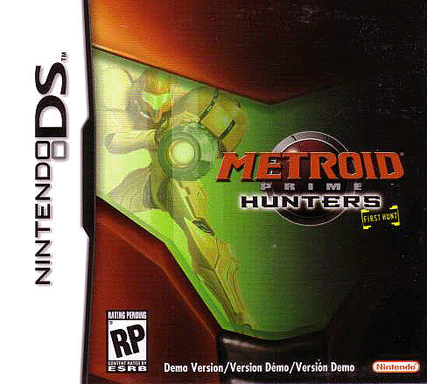 NINTENDO DS™
METROID®
PRIME
HUNTERS
FIRST HUNT
RATING PENDING
RP
CONTENT RATED BY
ESRB
Demo Version/Version Démo/Versión Demo
Nintendo®